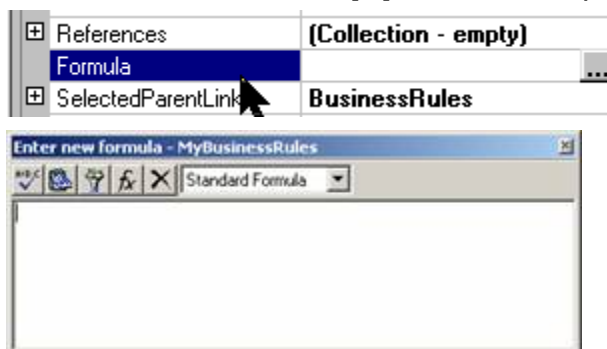 References (Collection - empty)
Formula ...
SelectedParentLink BusinessRules
Enter new formula - MyBusinessRules
Standard Formula